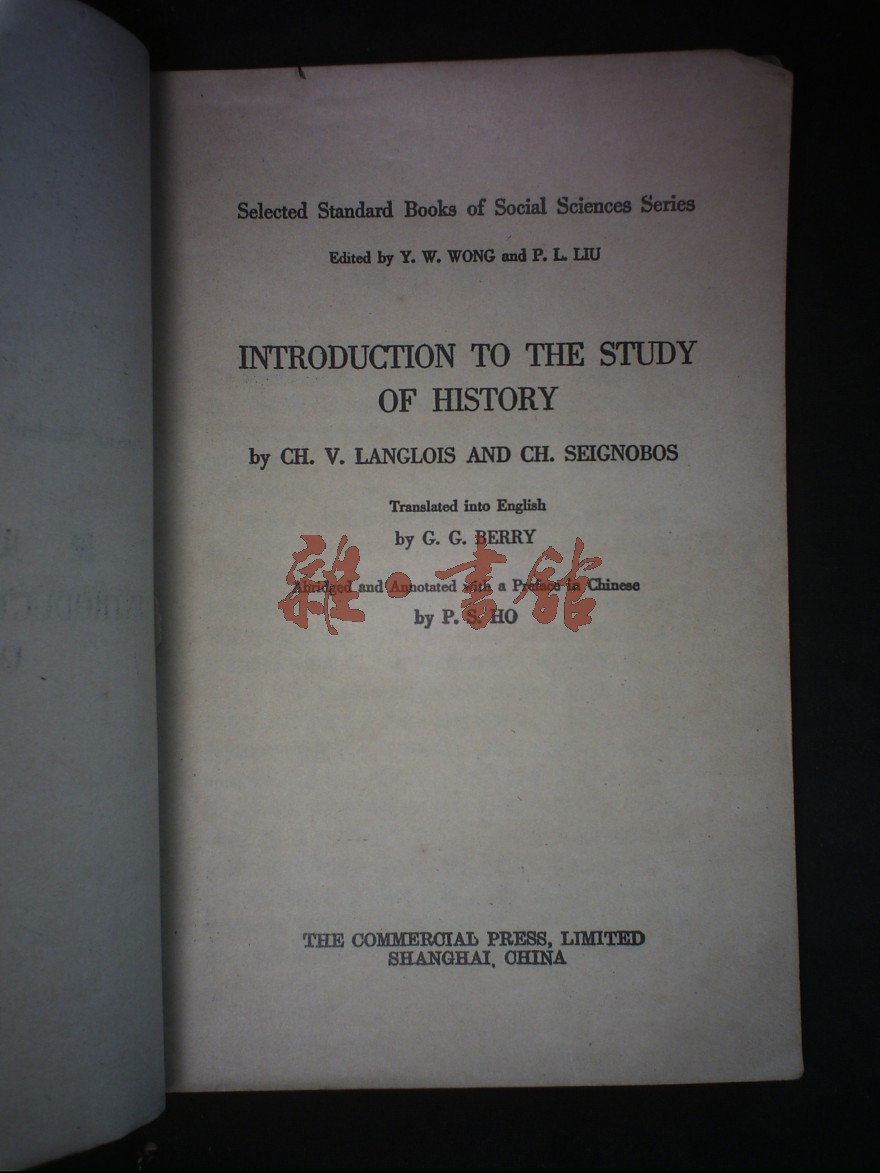 Selected Standard Books of Social Sciences Series
Edited by Y. W. WONG and P. L. LIU
INTRODUCTION TO THE STUDY
OF HISTORY
by CH. V. LANGLOIS AND CH. SEIGNOBOS
Translated into English
by G. G. BERRY
Abridged and Annotated with a Preface in Chinese
by P. S. HO
雜·書館
THE COMMERCIAL PRESS, LIMITED
SHANGHAI, CHINA